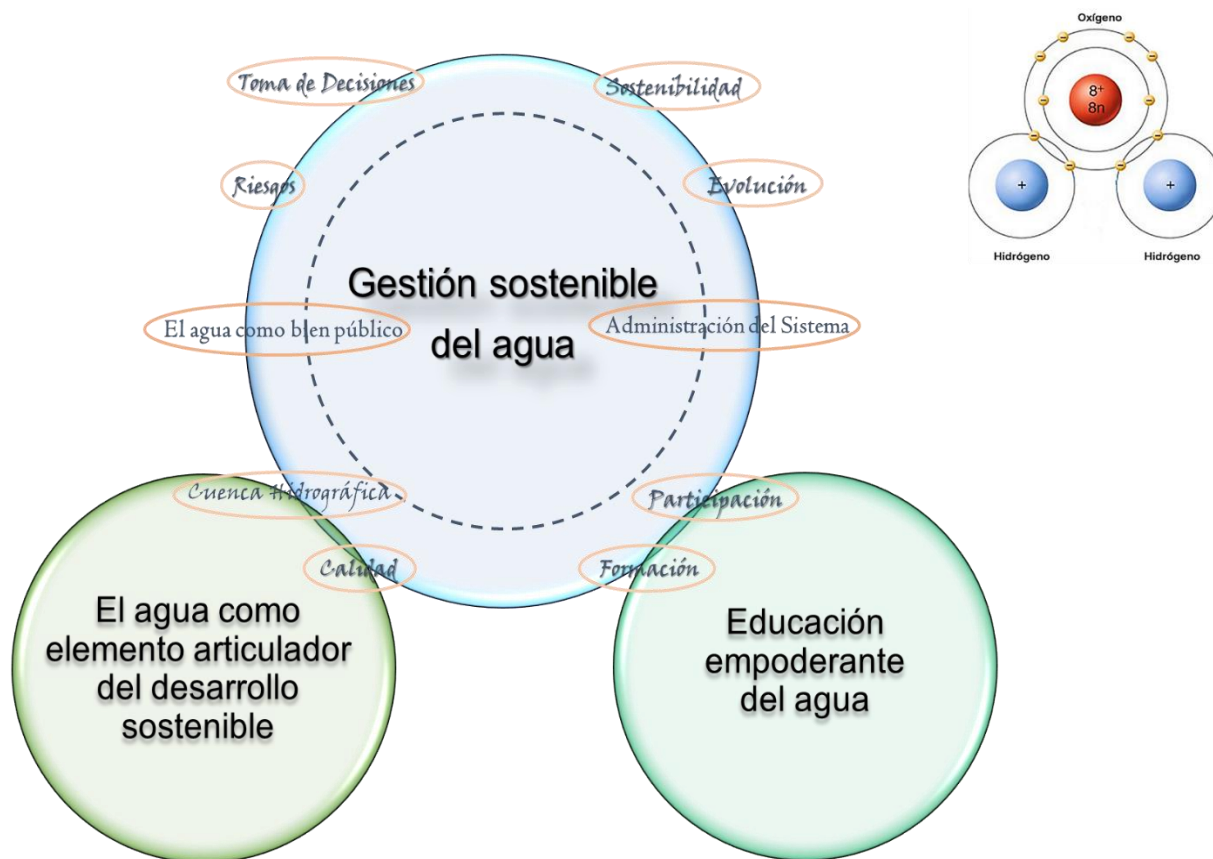 Oxígeno
8+
8n
+
+
Hidrógeno
Hidrógeno
Toma de Decisiones
Sostenibilidad
Riesgos
Evolución
Gestión sostenible
del agua
El agua como bien público
Administración del Sistema
Cuenca Hidrográfica
Participación
Calidad
Formación
El agua como
elemento articulador
del desarrollo
sostenible
Educación
empoderante
del agua